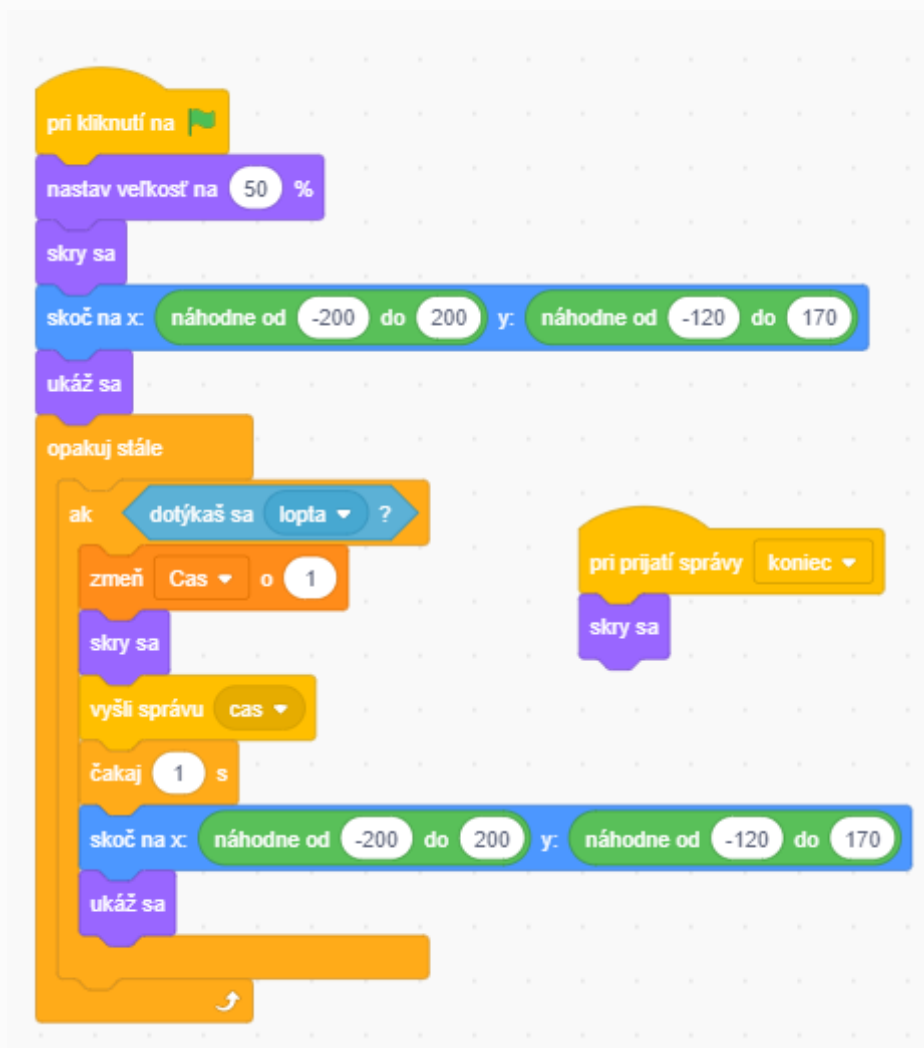 pri kliknutí na
nastav veľkosť na 50 %
skry sa
skoč na x: náhodne od -200 do 200 y: náhodne od -120 do 170
ukáž sa
opakuj stále
ak dotýkaš sa lopta ?
zmeň Cas o 1
skry sa
vyšli správu cas
čakaj 1 s
skoč na x: náhodne od -200 do 200 y: náhodne od -120 do 170
ukáž sa
pri prijatí správy koniec
skry sa